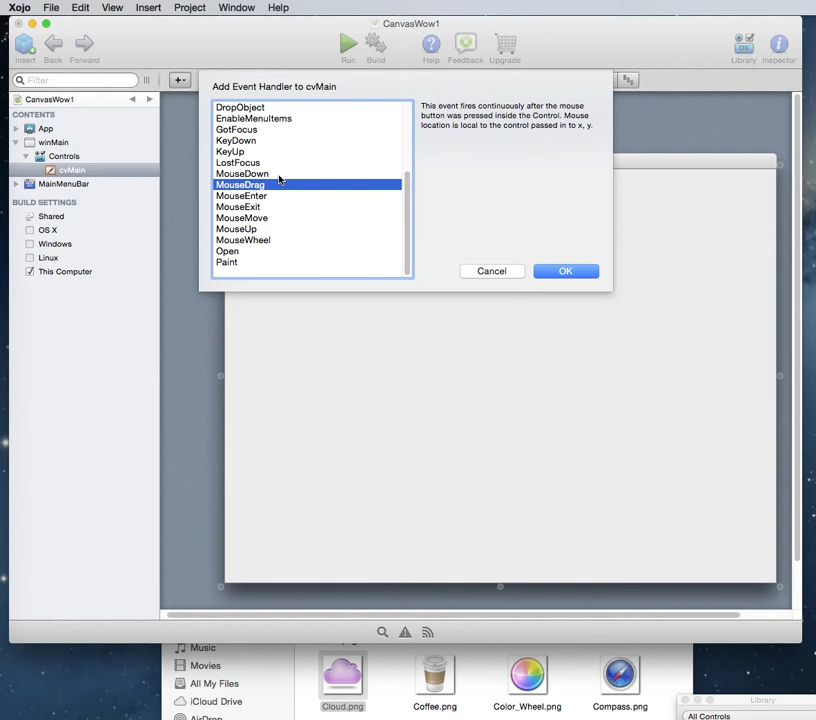 Xojo File Edit View Insert Project Window Help
CanvasWow1
Insert Back Forward Run Build Help Feedback Upgrade Library Inspector
Filter
CanvasWow1
CONTENTS
App
winMain
Controls
cvMain
MainMenuBar
BUILD SETTINGS
Shared
OS X
Windows
Linux
This Computer
Add Event Handler to cvMain
DropObject
EnableMenuItems
GotFocus
KeyDown
KeyUp
LostFocus
MouseDown
MouseDrag
MouseEnter
MouseExit
MouseMove
MouseUp
MouseWheel
Open
Paint
This event fires continuously after the mouse
button was pressed inside the Control. Mouse
location is local to the control passed in to x, y.
Cancel OK
Music
Movies
All My Files
iCloud Drive
AirDrop
Cloud.png Coffee.png Color_Wheel.png Compass.png
Library
All Controls